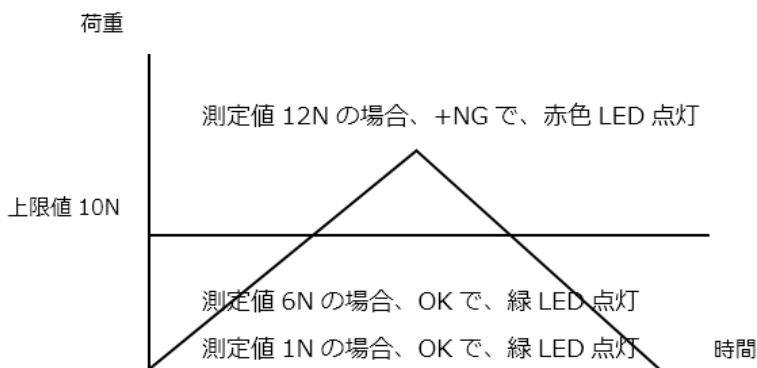 荷重
測定値 12N の場合、+NG で、赤色 LED 点灯
上限値 10N
測定値 6N の場合、OK で、緑 LED 点灯
測定値 1N の場合、OK で、緑 LED 点灯
時間